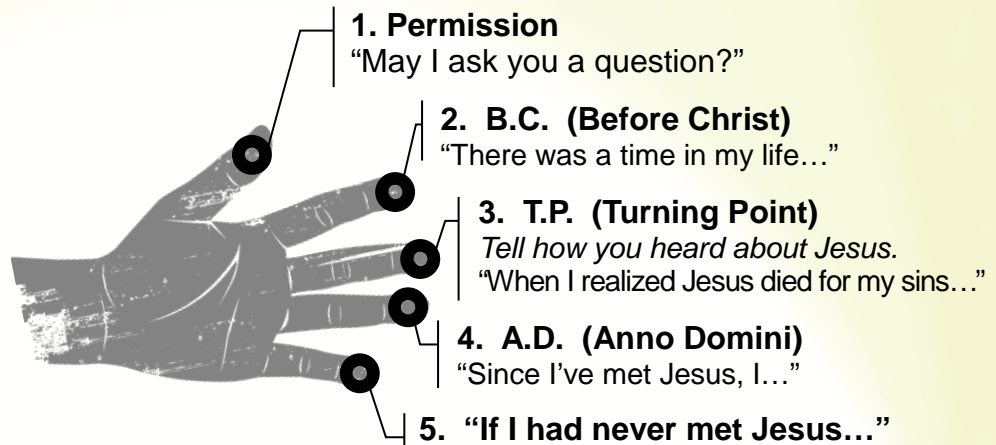 1. Permission
“May I ask you a question?”
2. B.C. (Before Christ)
“There was a time in my life…”
3. T.P. (Turning Point)
Tell how you heard about Jesus.
“When I realized Jesus died for my sins…”
4. A.D. (Anno Domini)
“Since I’ve met Jesus, I…”
5. “If I had never met Jesus…”